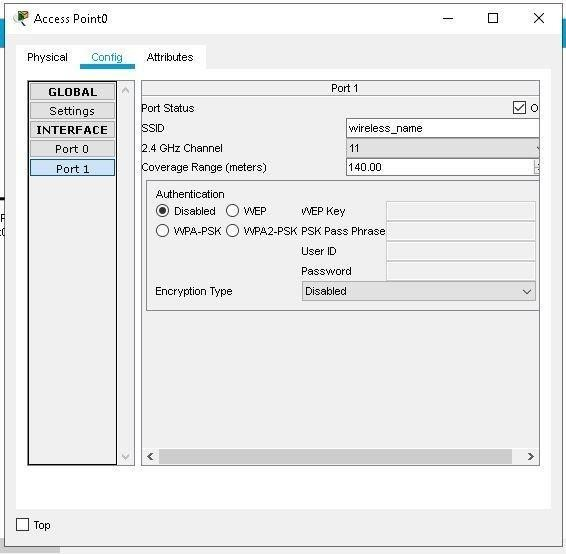 Access Point0
Physical Config Attributes
GLOBAL
Settings
INTERFACE
Port 0
Port 1
Port 1
Port Status O
SSID wireless_name
2.4 GHz Channel 11
Coverage Range (meters) 140.00
Authentication
Disabled WEP WEP Key
WPA-PSK WPA2-PSK PSK Pass Phrase
User ID
Password
Encryption Type Disabled
Top